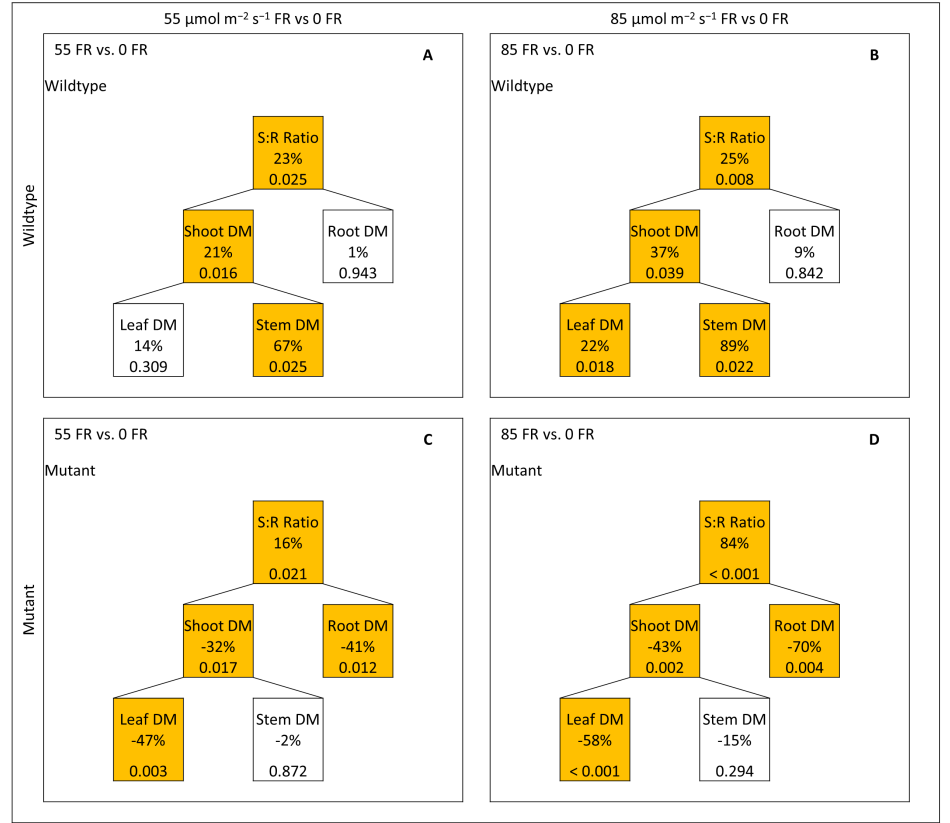 55 µmol m⁻² s⁻¹ FR vs 0 FR
85 µmol m⁻² s⁻¹ FR vs 0 FR
Wildtype
55 FR vs. 0 FR
A
Wildtype
S:R Ratio
23%
0.025
Shoot DM
21%
0.016
Root DM
1%
0.943
Leaf DM
14%
0.309
Stem DM
67%
0.025
85 FR vs. 0 FR
B
Wildtype
S:R Ratio
25%
0.008
Shoot DM
37%
0.039
Root DM
9%
0.842
Leaf DM
22%
0.018
Stem DM
89%
0.022
Mutant
55 FR vs. 0 FR
C
Mutant
S:R Ratio
16%
0.021
Shoot DM
-32%
0.017
Root DM
-41%
0.012
Leaf DM
-47%
0.003
Stem DM
-2%
0.872
85 FR vs. 0 FR
D
Mutant
S:R Ratio
84%
< 0.001
Shoot DM
-43%
0.002
Root DM
-70%
0.004
Leaf DM
-58%
< 0.001
Stem DM
-15%
0.294